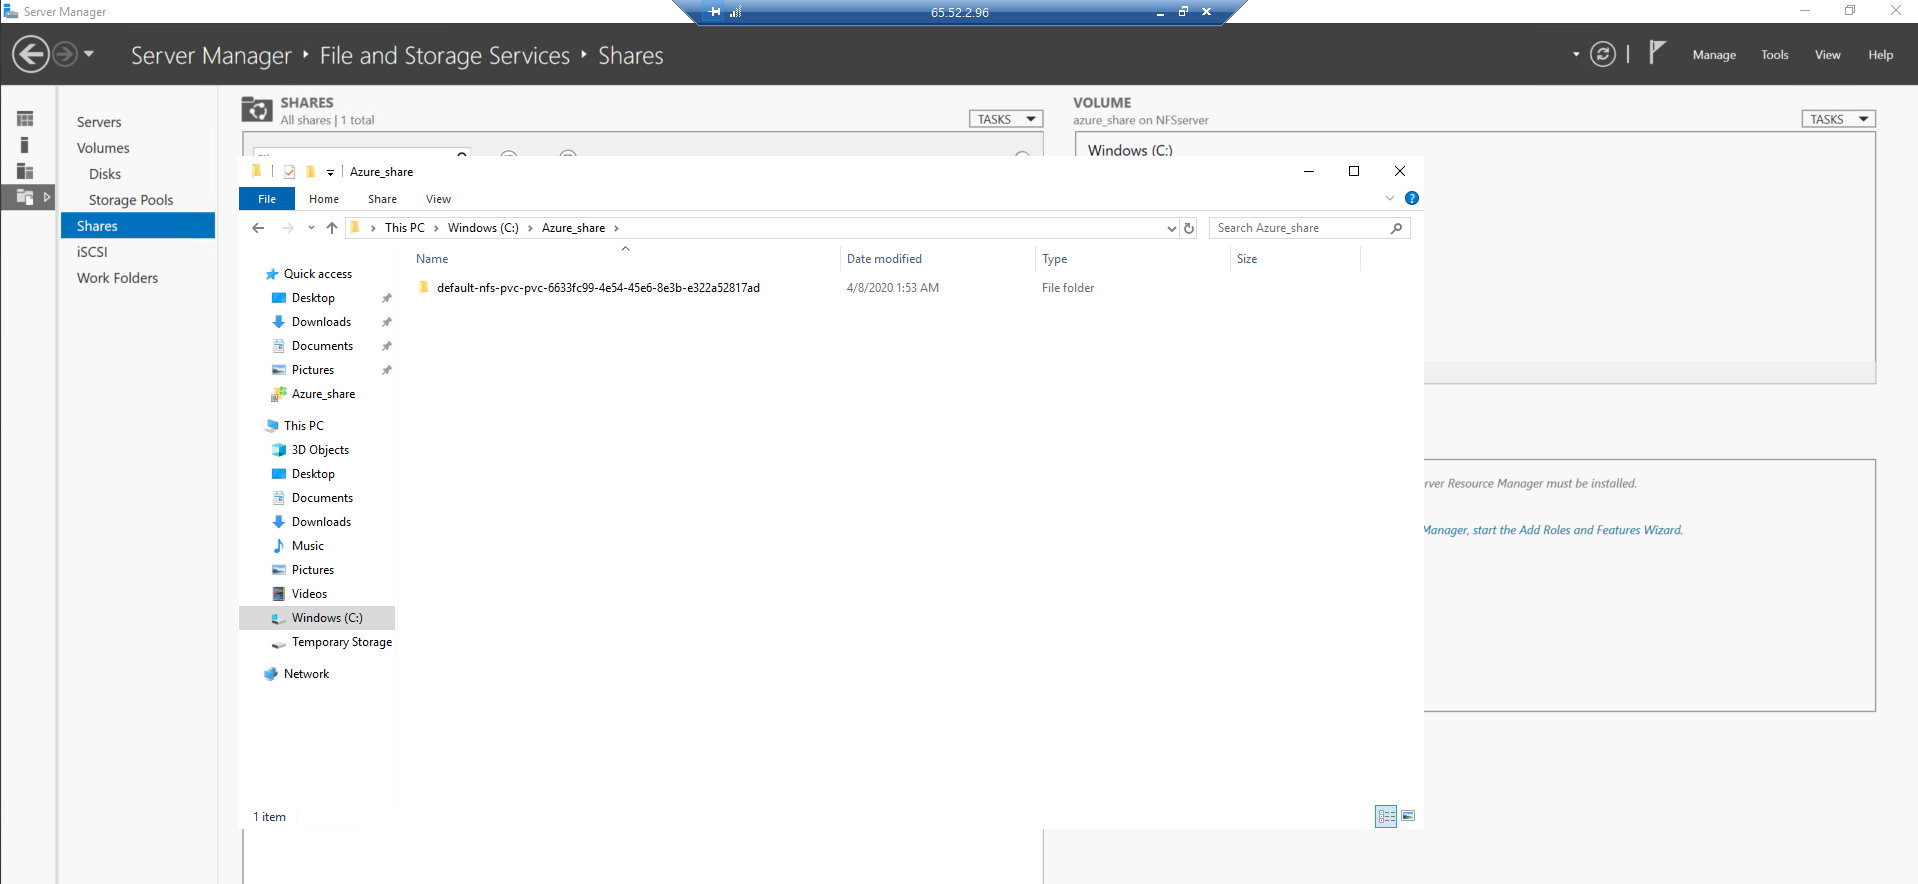 Server Manager
65.52.2.96
Server Manager ‣ File and Storage Services ‣ Shares
Manage Tools View Help
Servers
Volumes
Disks
Storage Pools
Shares
iSCSI
Work Folders
SHARES
All shares | 1 total
TASKS
VOLUME
azure_share on NFSserver
TASKS
Windows (C:)
Azure_share
File Home Share View
This PC > Windows (C:) > Azure_share >
Search Azure_share
Name Date modified Type Size
default-nfs-pvc-pvc-6633fc99-4e54-45e6-8e3b-e322a52817ad 4/8/2020 1:53 AM File folder
Quick access
Desktop
Downloads
Documents
Pictures
Azure_share
This PC
3D Objects
Desktop
Documents
Downloads
Music
Pictures
Videos
Windows (C:)
Temporary Storage
Network
1 item
rver Resource Manager must be installed.
Manager, start the Add Roles and Features Wizard.